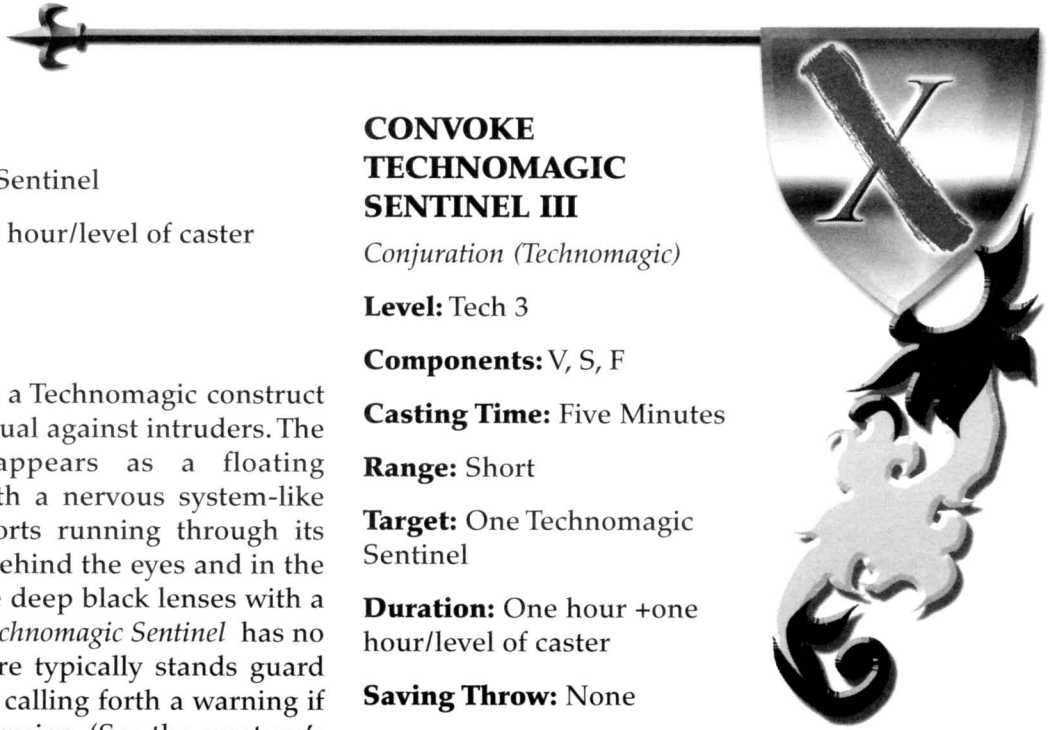 Sentinel
hour/level of caster
a Technomagic construct
ual against intruders. The
appears as a floating
th a nervous system-like
orts running through its
ehind the eyes and in the
deep black lenses with a
chnomagic Sentinel has no
re typically stands guard
calling forth a warning if
CONVOKE
TECHNOMAGIC
SENTINEL III
Conjuration (Technomagic)
Level: Tech 3
Components: V, S, F
Casting Time: Five Minutes
Range: Short
Target: One Technomagic
Sentinel
Duration: One hour +one
hour/level of caster
Saving Throw: None
X